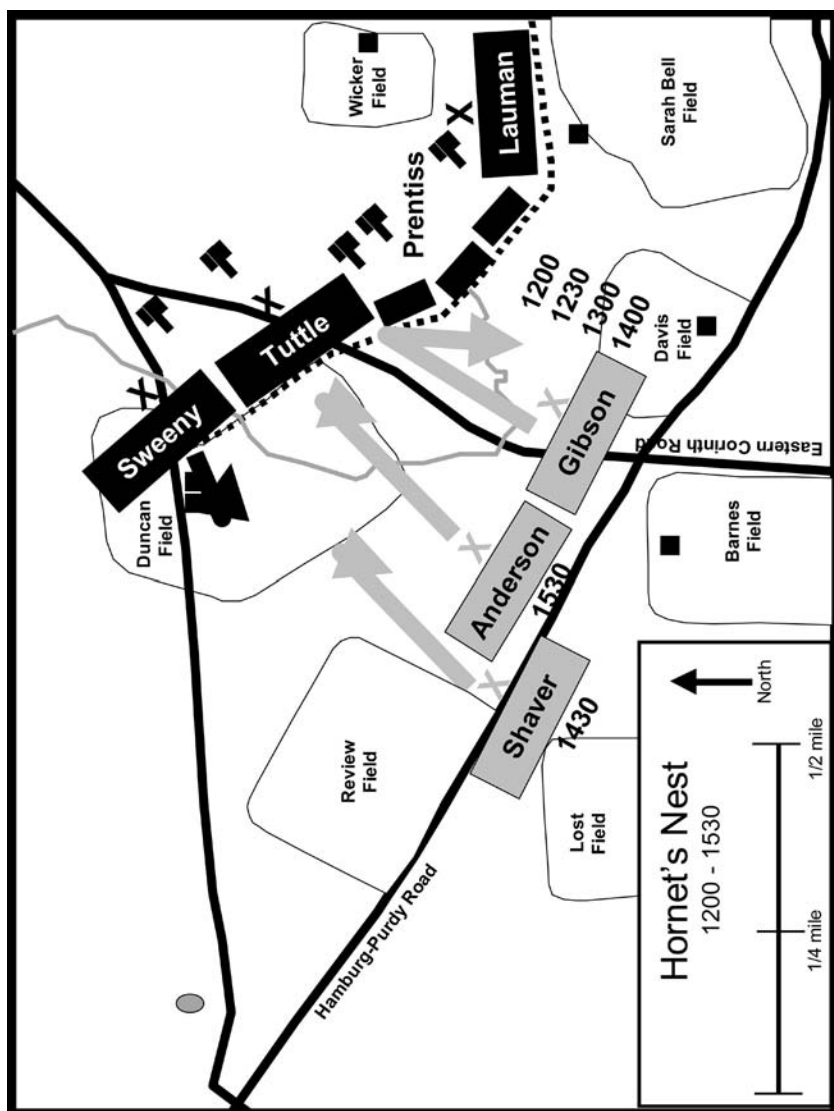 Wicker
Field
Lauman
Sarah Bell
Field
Prentiss
Tuttle
Sweeny
Duncan
Field
1200
1230
1300
1400
Davis
Field
Gibson
Eastern Corinth Road
Anderson
1530
Barnes
Field
Shaver
1430
Review
Field
Lost
Field
Hamburg-Purdy Road
Hornet's Nest
1200 - 1530
North
1/4 mile
1/2 mile
X
X
X
X
X
X